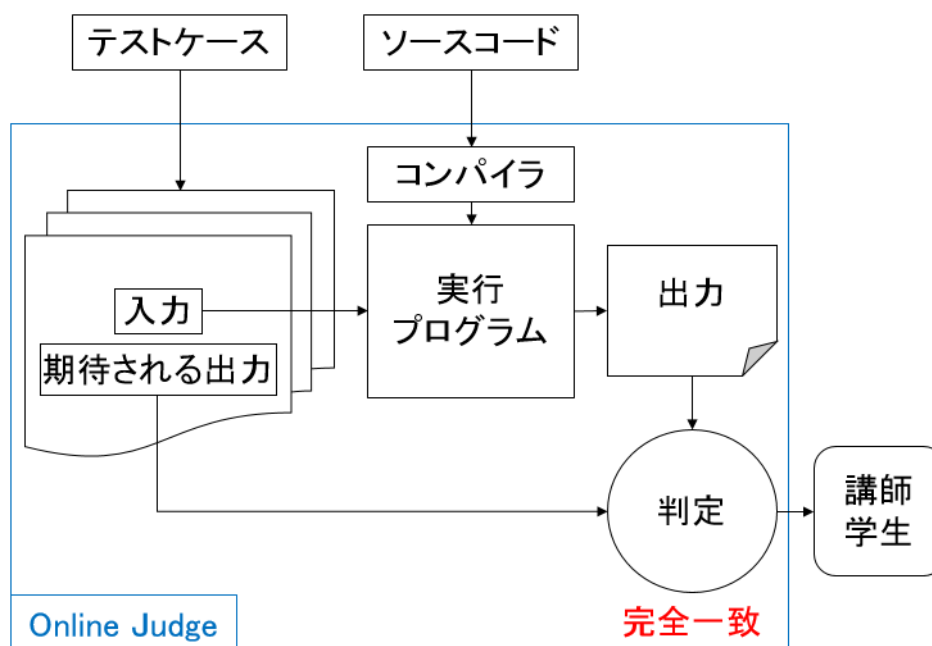 テストケース
ソースコード
コンパイラ
入力
期待される出力
実行
プログラム
出力
判定
講師
学生
完全一致
Online Judge